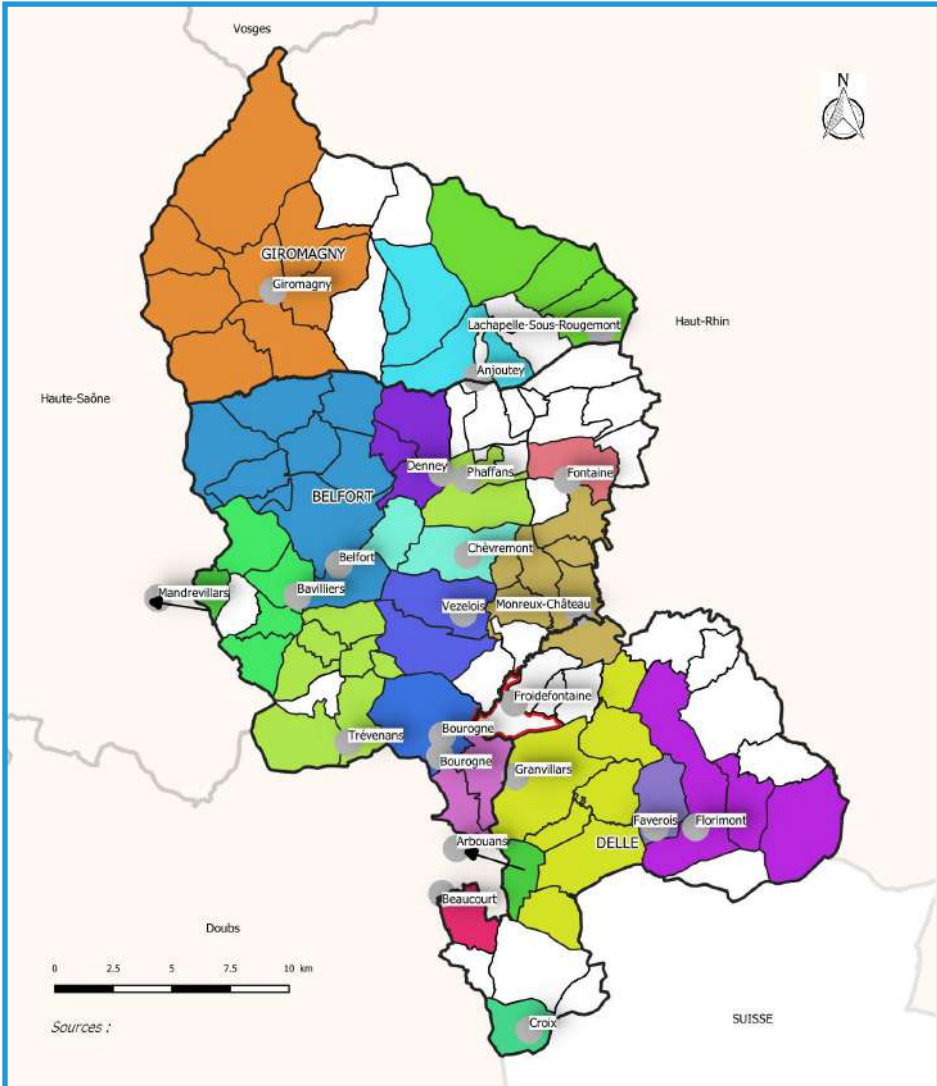 Vosges
N
GIROMAGNY
Giromagny
Lachapelle-Sous-Rougemont
Haut-Rhin
Anjoutey
Haute-Saône
Denney
Phaffans
Fontaine
BELFORT
Belfort
Chèvremont
Mandrevillars
Bavilliers
Vezelois
Monreux-Château
Froidefontaine
Trévenans
Bourogne
Bourogne
Granvillars
Faverois
Florimont
DELLE
Arbouans
Beaucourt
Doubs
0 2.5 5 7.5 10 km
Sources :
Croix
SUISSE